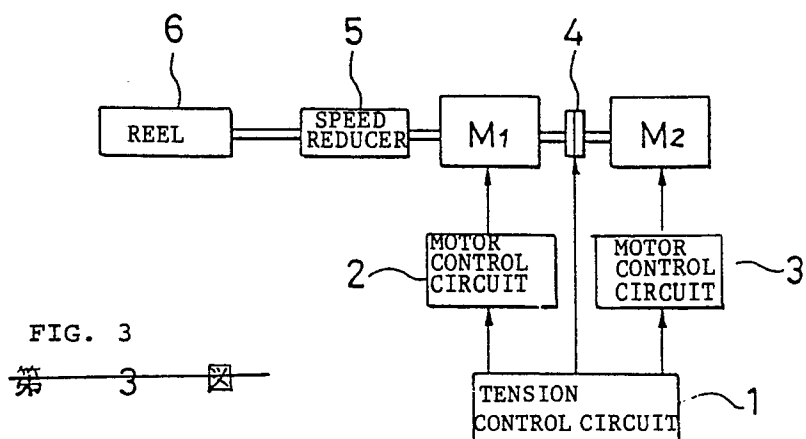 6
5
4
REEL
SPEED
REDUCER
M1
M2
2
MOTOR
CONTROL
CIRCUIT
MOTOR
CONTROL
CIRCUIT
3
FIG. 3
第 3 図
TENSION
CONTROL CIRCUIT
1